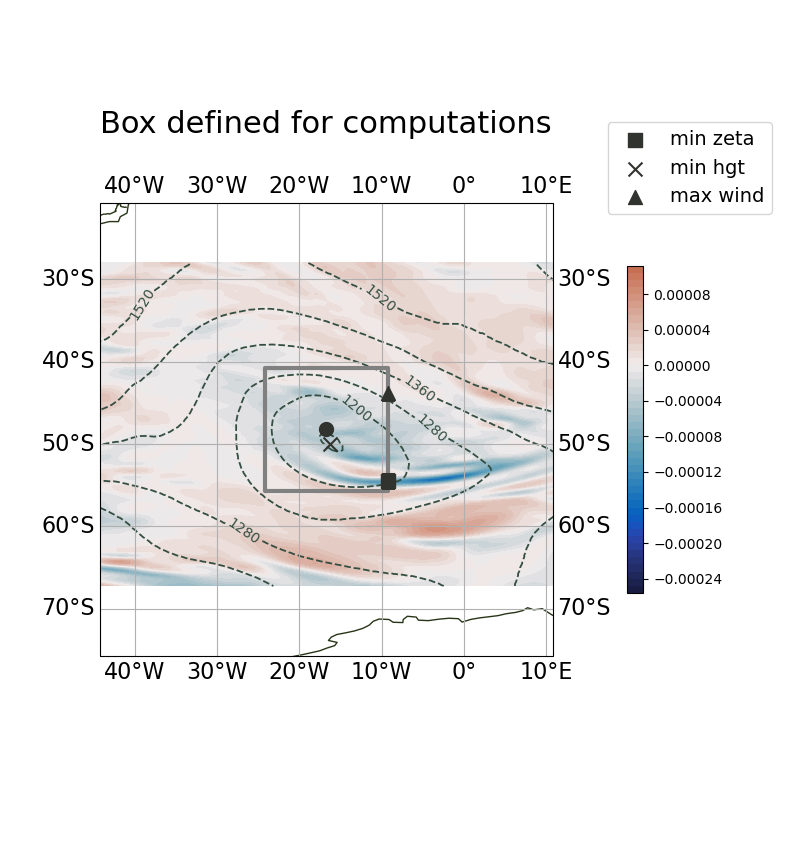 Box defined for computations
min zeta
min hgt
max wind
40°W 30°W 20°W 10°W 0° 10°E
30°S 30°S
40°S 40°S
50°S 50°S
60°S 60°S
70°S 70°S
1520
1520
1360
1200
1280
1280
40°W 30°W 20°W 10°W 0° 10°E
0.00008
0.00004
0.00000
−0.00004
−0.00008
−0.00012
−0.00016
−0.00020
−0.00024